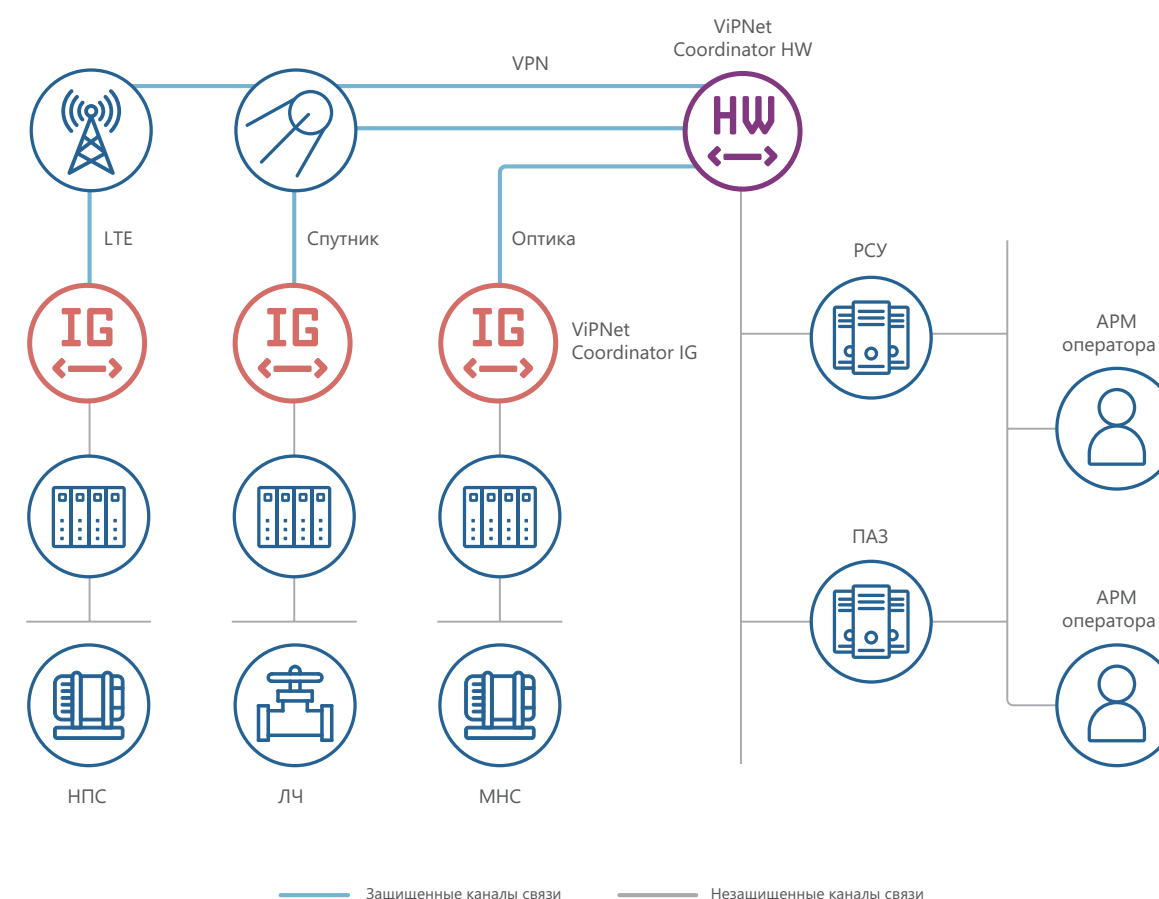 ViPNet
Coordinator HW
VPN
HW
LTE
Спутник
Оптика
РСУ
IG
IG
IG
ViPNet
Coordinator IG
АРМ
оператора
ПАЗ
АРМ
оператора
НПС
ЛЧ
МНС
Защищенные каналы связи
Незащищенные каналы связи